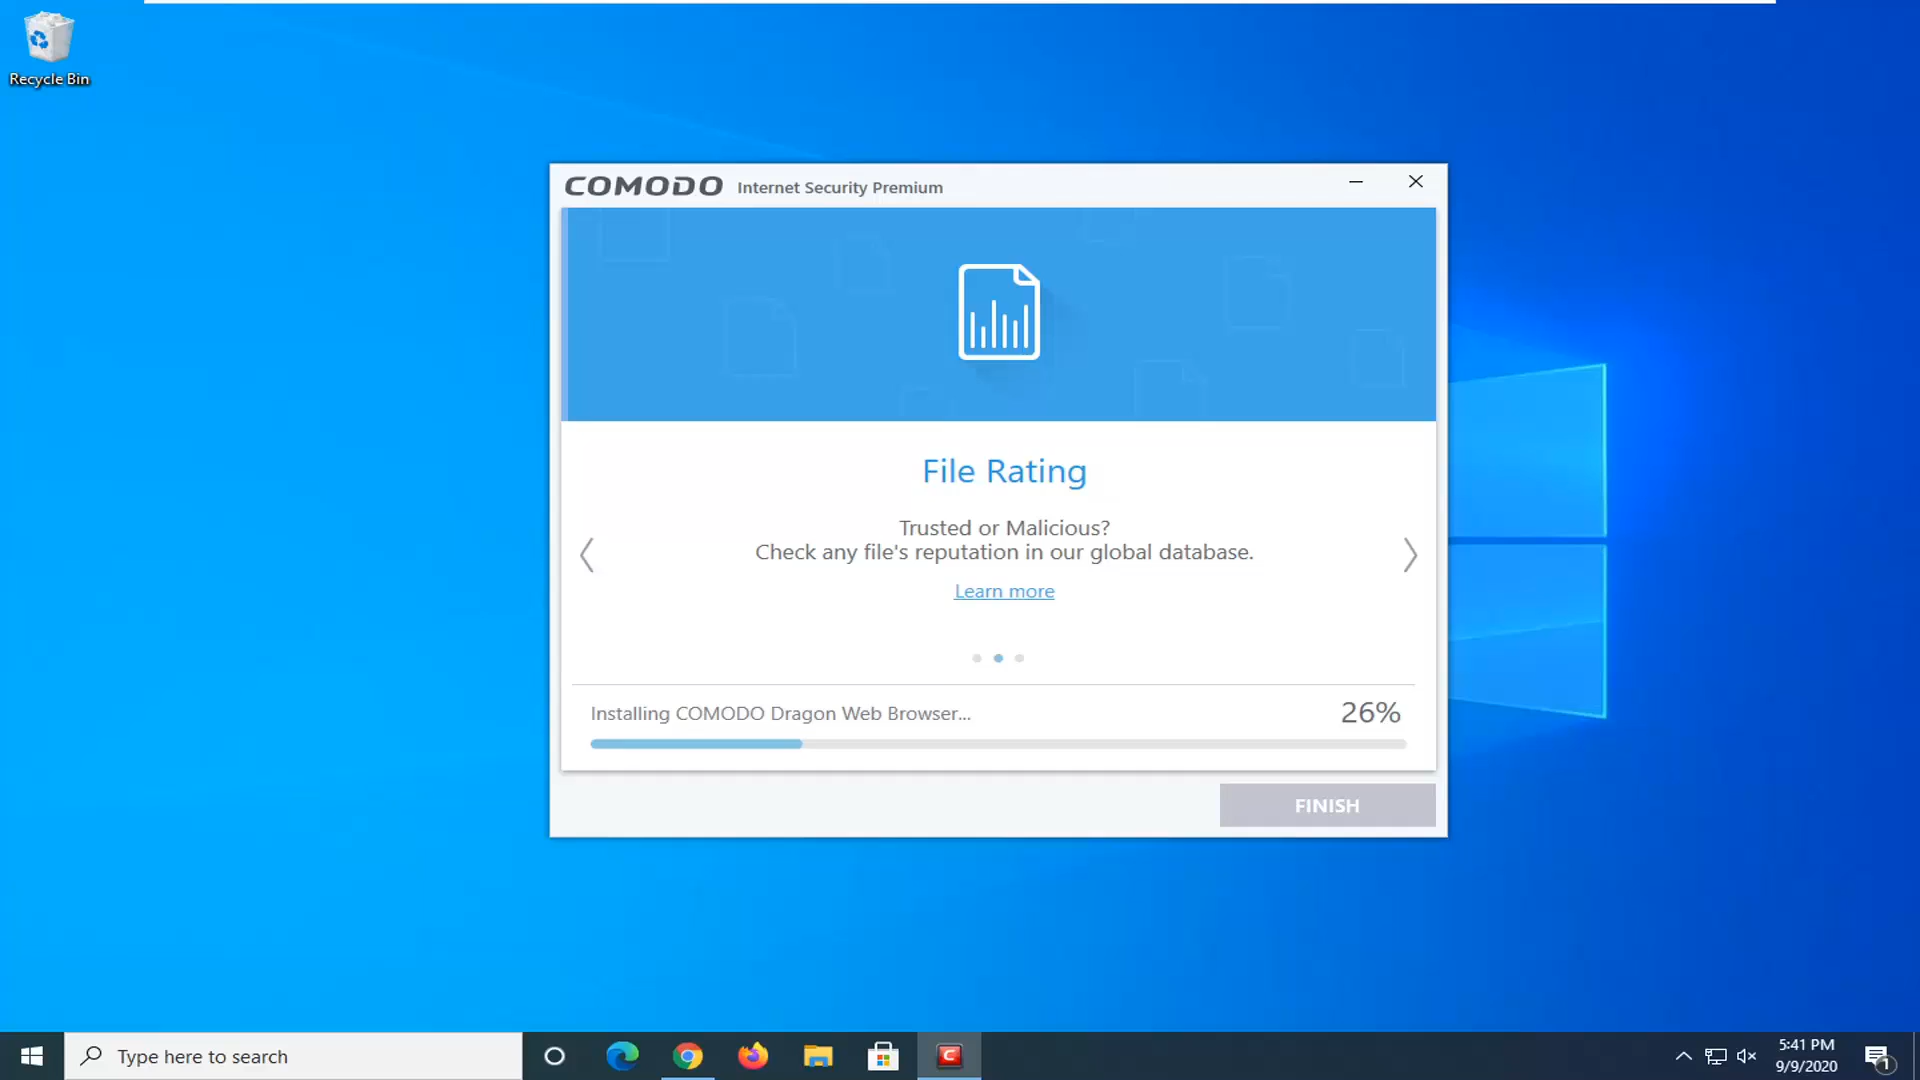 Recycle Bin
COMODO Internet Security Premium
File Rating
Trusted or Malicious?
Check any file's reputation in our global database.
Learn more
Installing COMODO Dragon Web Browser...
26%
FINISH
Type here to search
C
5:41 PM
9/9/2020
1